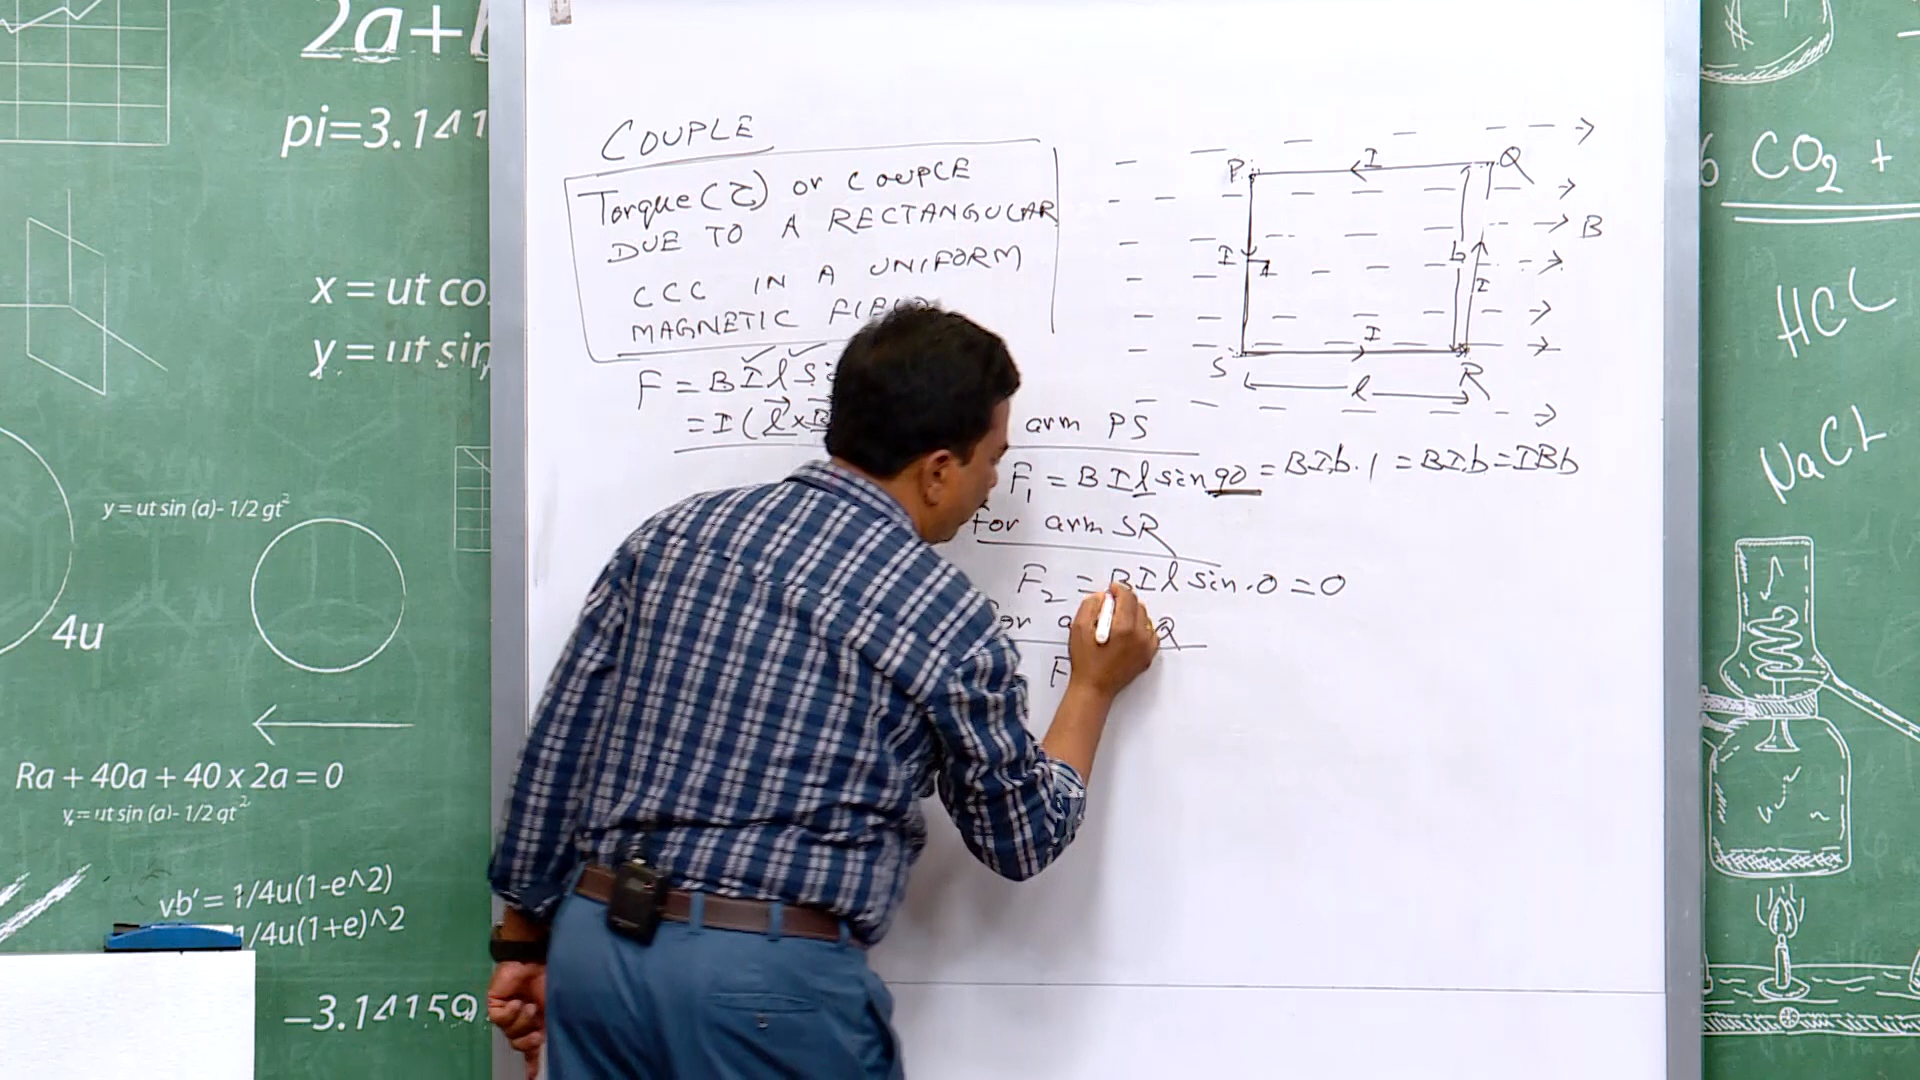 2a+
pi=3.141
x = ut co
y = ut sin
y = ut sin (a) - 1/2 gt²
4u
Ra + 40a + 40 x 2a = 0
y = ut sin (a) - 1/2 gt²
vb' = 1/4u(1-e^2)
1/4u(1+e)^2
-3.14159
COUPLE
Torque (τ) or COUPLE
DUE TO A RECTANGULAR
CCC IN A UNIFORM
MAGNETIC
F = BIl
= I (l × B
arm PS
F₁ = BIl sin 90 = BIb.1 = BIb = IBb
For arm SR
F₂ = BIl sin.0 = 0
Q
F
P I Q
B
I b I
I
S l R
6 CO₂ +
HCL
NaCl